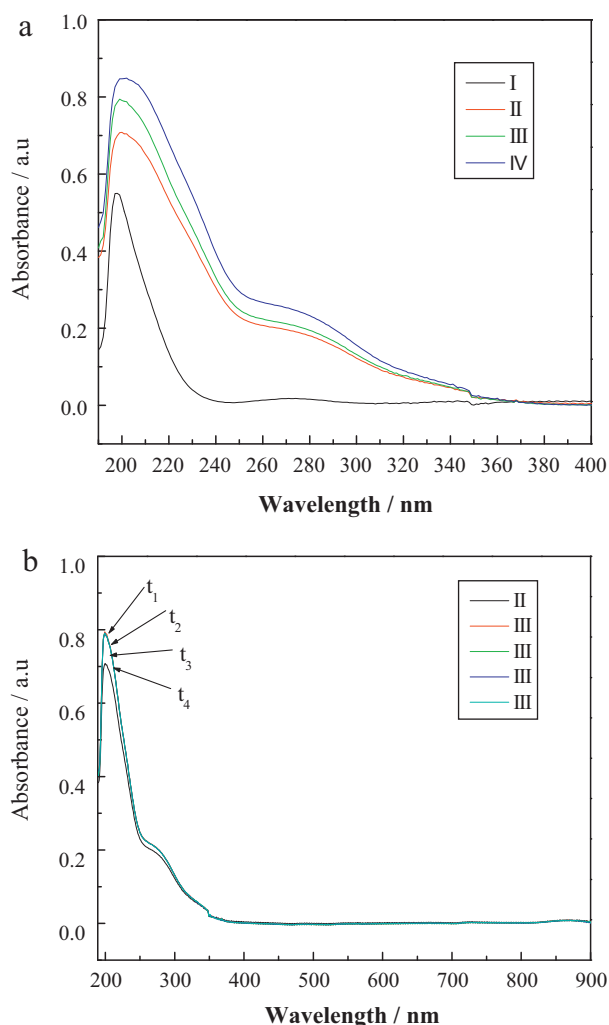 a
1.0
0.8
0.6
0.4
0.2
0.0
Absorbance / a.u
200 220 240 260 280 300 320 340 360 380 400
Wavelength / nm
I
II
III
IV
b
1.0
0.8
0.6
0.4
0.2
0.0
Absorbance / a.u
200 300 400 500 600 700 800 900
Wavelength / nm
t1
t2
t3
t4
II
III
III
III
III